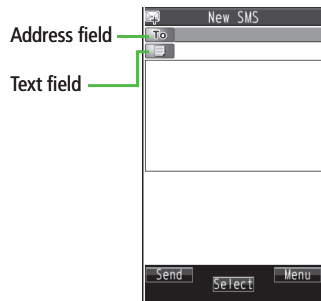 New SMS
Address field
To
Text field
Send
Select
Menu